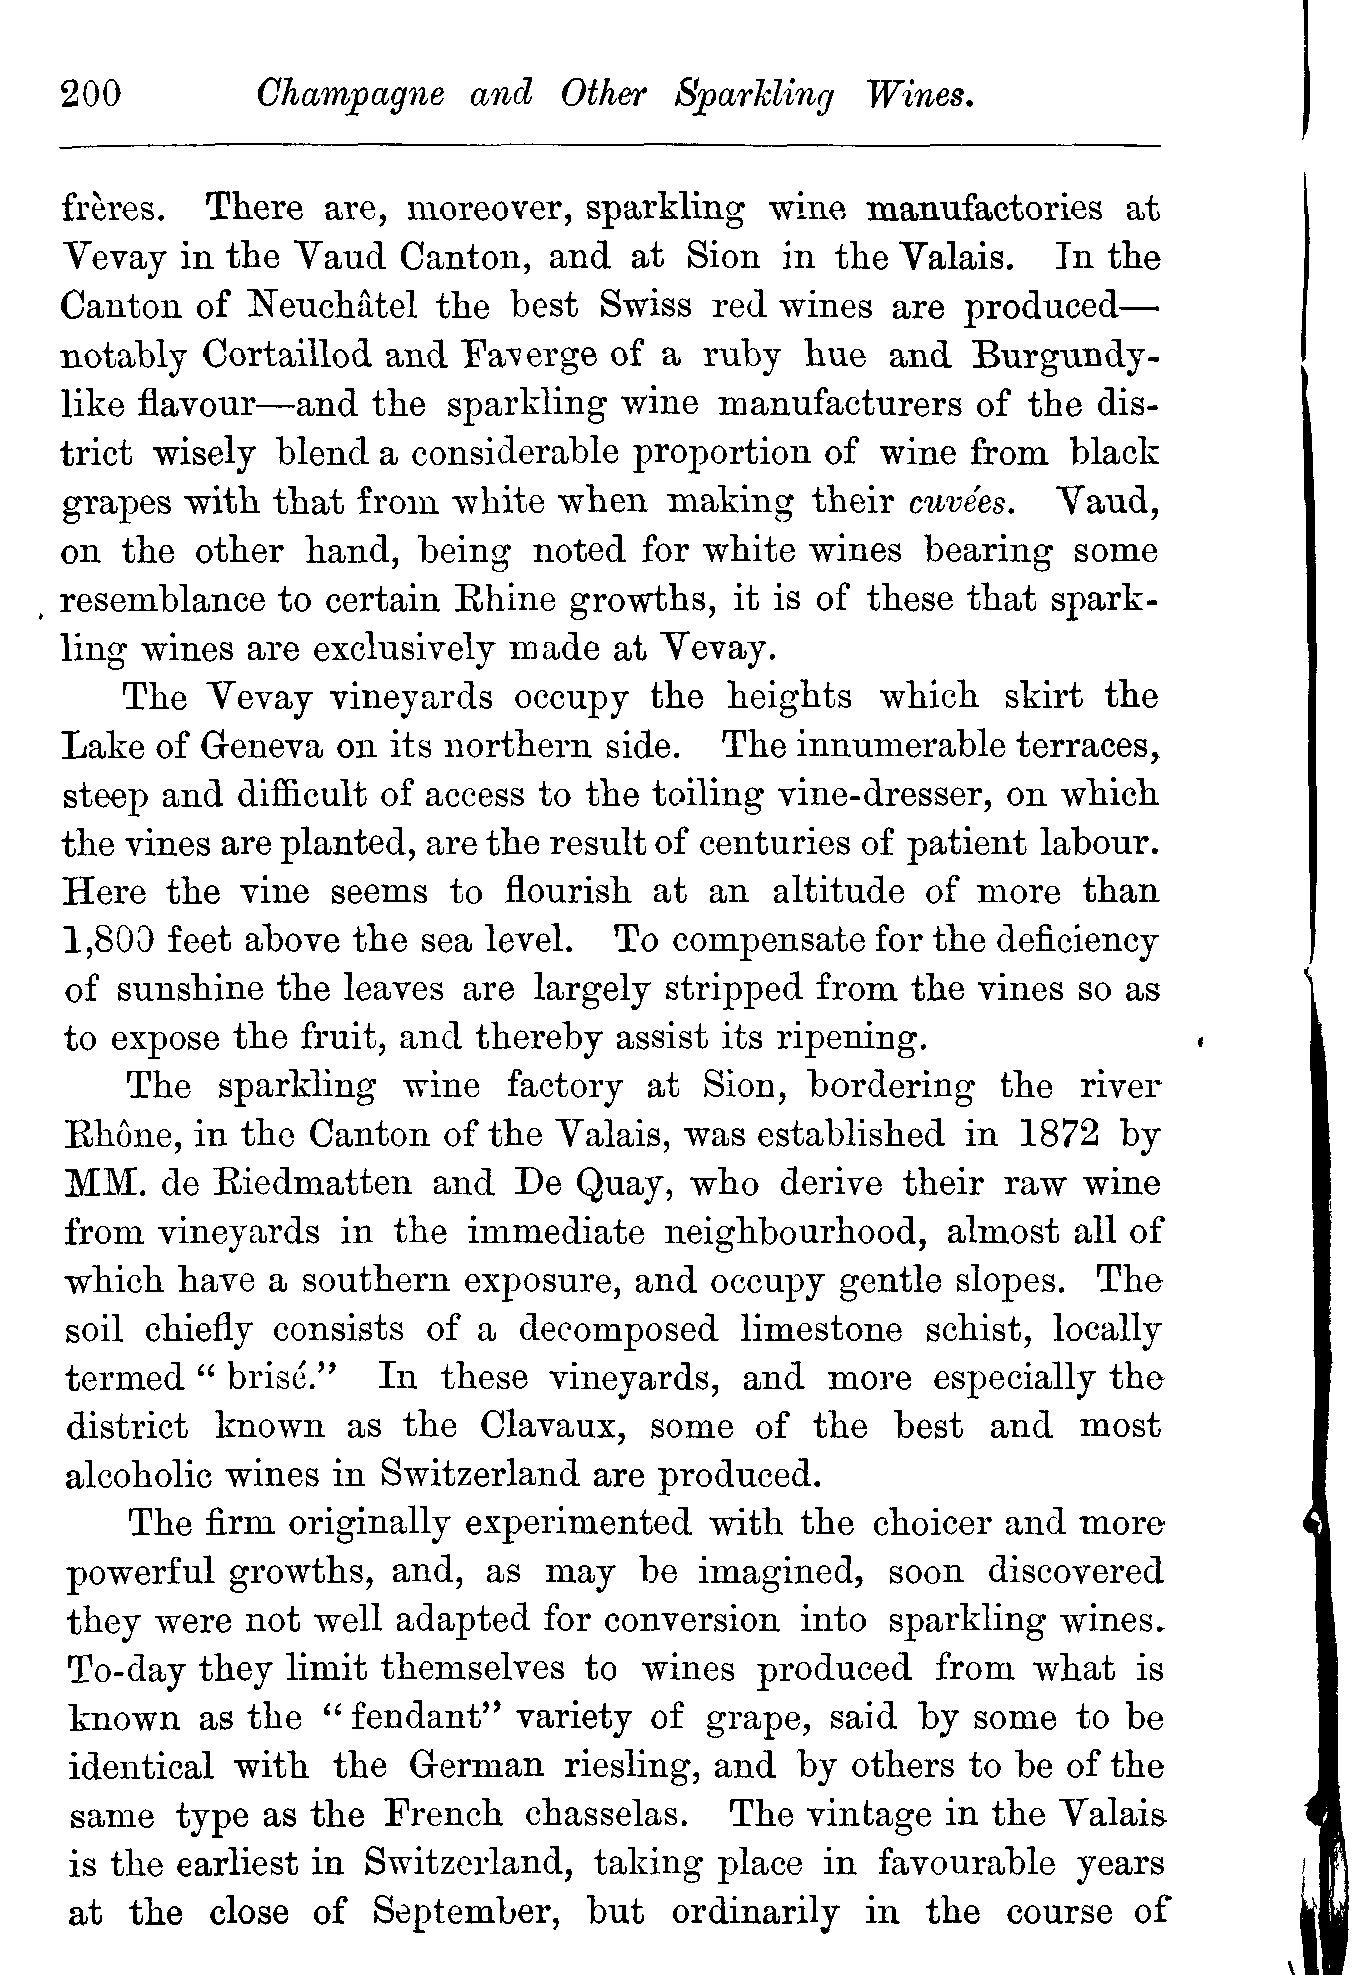 200 Champagne and Other Sparkling Wines.
frères. There are, moreover, sparkling wine manufactories at
Vevay in the Vaud Canton, and at Sion in the Valais. In the
Canton of Neuchâtel the best Swiss red wines are produced—
notably Cortaillod and Faverge of a ruby hue and Burgundy-
like flavour—and the sparkling wine manufacturers of the dis-
trict wisely blend a considerable proportion of wine from black
grapes with that from white when making their cuvées. Vaud,
on the other hand, being noted for white wines bearing some
resemblance to certain Rhine growths, it is of these that spark-
ling wines are exclusively made at Vevay.
The Vevay vineyards occupy the heights which skirt the
Lake of Geneva on its northern side. The innumerable terraces,
steep and difficult of access to the toiling vine-dresser, on which
the vines are planted, are the result of centuries of patient labour.
Here the vine seems to flourish at an altitude of more than
1,800 feet above the sea level. To compensate for the deficiency
of sunshine the leaves are largely stripped from the vines so as
to expose the fruit, and thereby assist its ripening.
The sparkling wine factory at Sion, bordering the river
Rhône, in the Canton of the Valais, was established in 1872 by
MM. de Riedmatten and De Quay, who derive their raw wine
from vineyards in the immediate neighbourhood, almost all of
which have a southern exposure, and occupy gentle slopes. The
soil chiefly consists of a decomposed limestone schist, locally
termed “brisé.” In these vineyards, and more especially the
district known as the Clavaux, some of the best and most
alcoholic wines in Switzerland are produced.
The firm originally experimented with the choicer and more
powerful growths, and, as may be imagined, soon discovered
they were not well adapted for conversion into sparkling wines.
To-day they limit themselves to wines produced from what is
known as the “fendant” variety of grape, said by some to be
identical with the German riesling, and by others to be of the
same type as the French chasselas. The vintage in the Valais
is the earliest in Switzerland, taking place in favourable years
at the close of September, but ordinarily in the course of